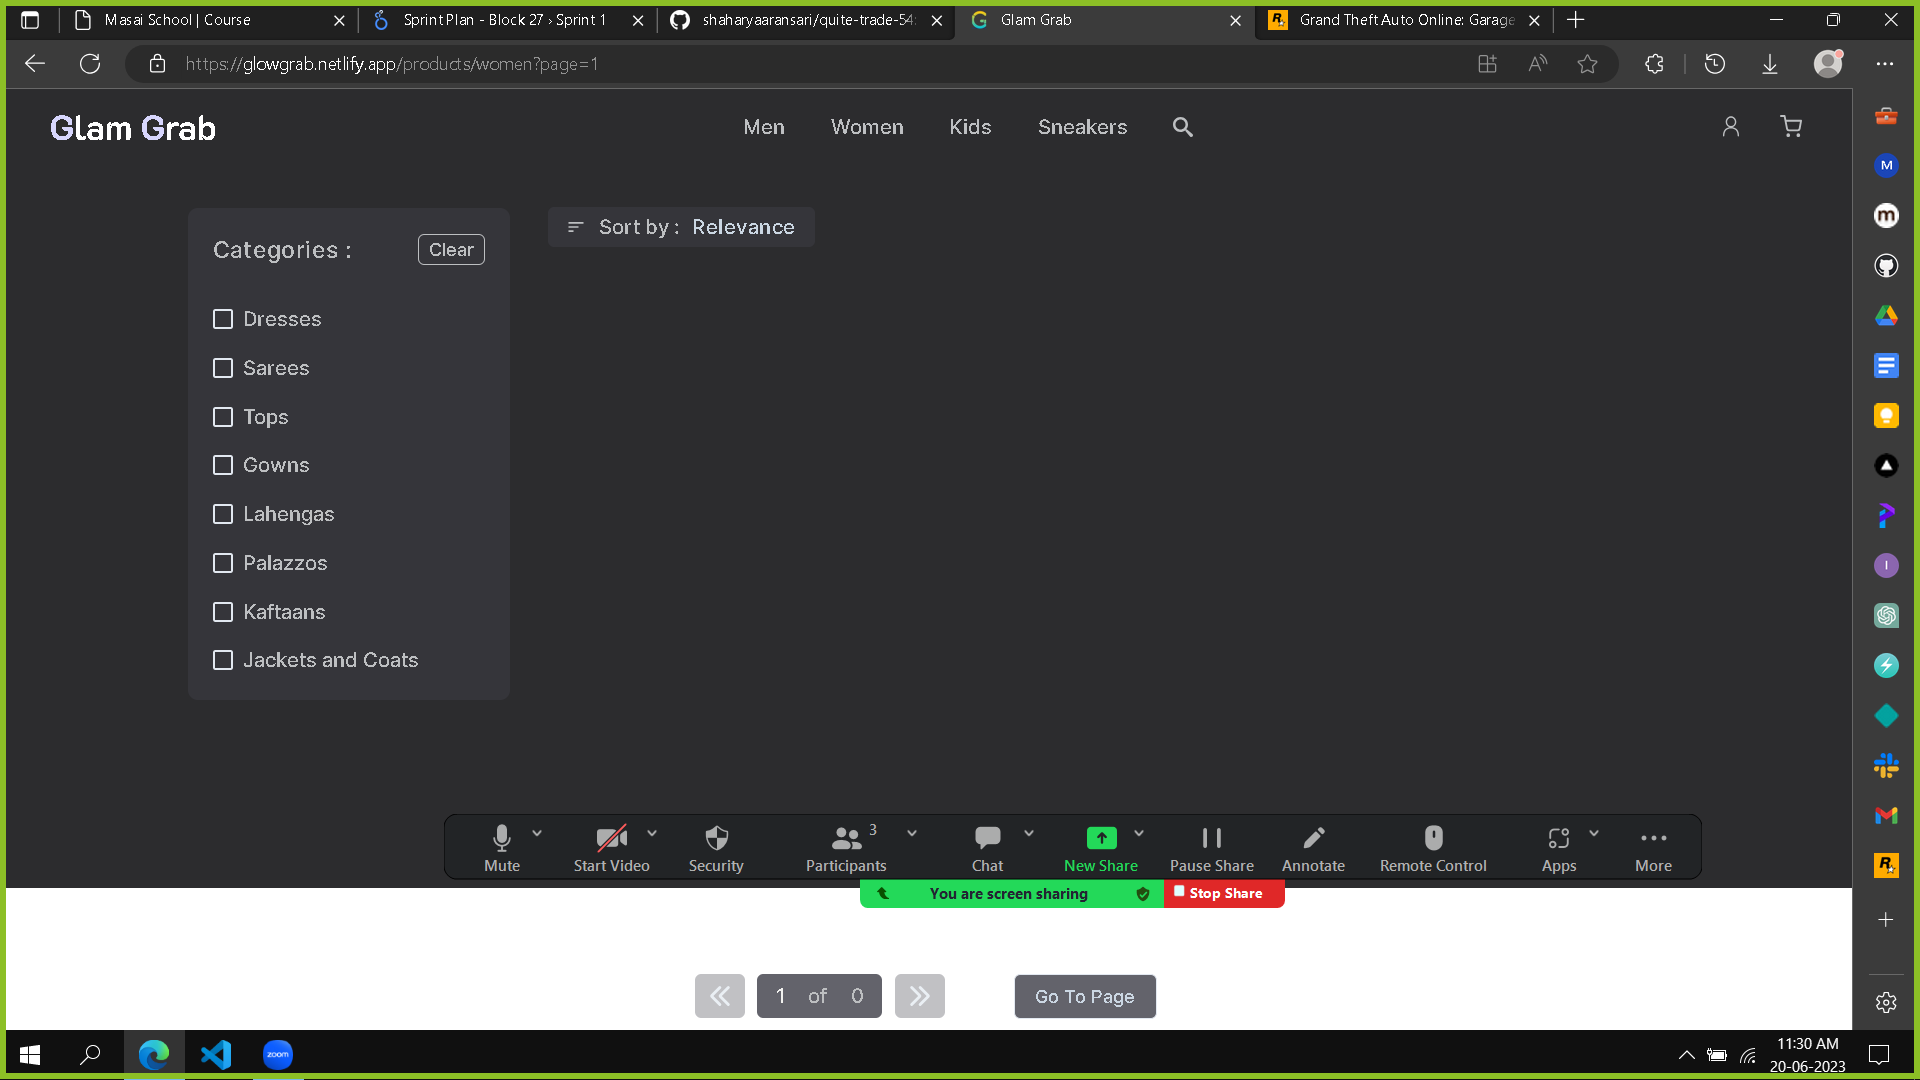 Masai School | Course
Sprint Plan - Block 27 › Sprint 1
shaharyaaransari/quite-trade-54
Glam Grab
Grand Theft Auto Online: Garage
https://glowgrab.netlify.app/products/women?page=1
Glam Grab
Men
Women
Kids
Sneakers
Categories :
Clear
Sort by : Relevance
Dresses
Sarees
Tops
Gowns
Lahengas
Palazzos
Kaftaans
Jackets and Coats
Mute
Start Video
Security
Participants
3
Chat
New Share
Pause Share
Annotate
Remote Control
Apps
More
You are screen sharing
Stop Share
1 of 0
Go To Page
M
m
I
zoom
11:30 AM
20-06-2023